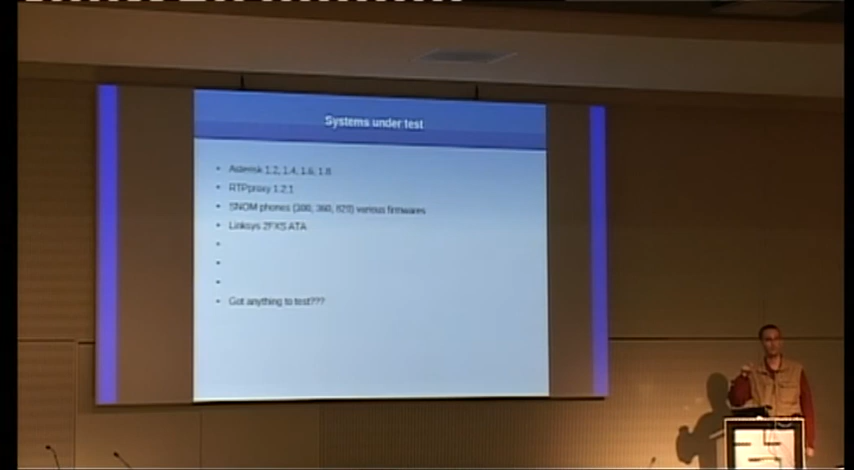 Systems under test
• Asterisk 1.2, 1.4, 1.6, 1.8
• RTPproxy 1.2.1
• SNOM phones (300, 360, 820) various firmwares
• Linksys 2FXS ATA
•
•
•
• Got anything to test???